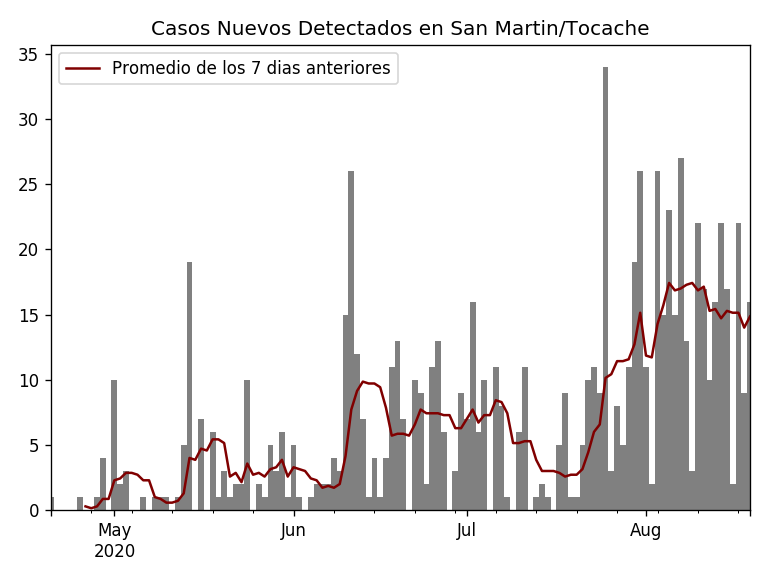 Casos Nuevos Detectados en San Martin/Tocache
Promedio de los 7 dias anteriores
35
30
25
20
15
10
5
0
May
2020
Jun
Jul
Aug